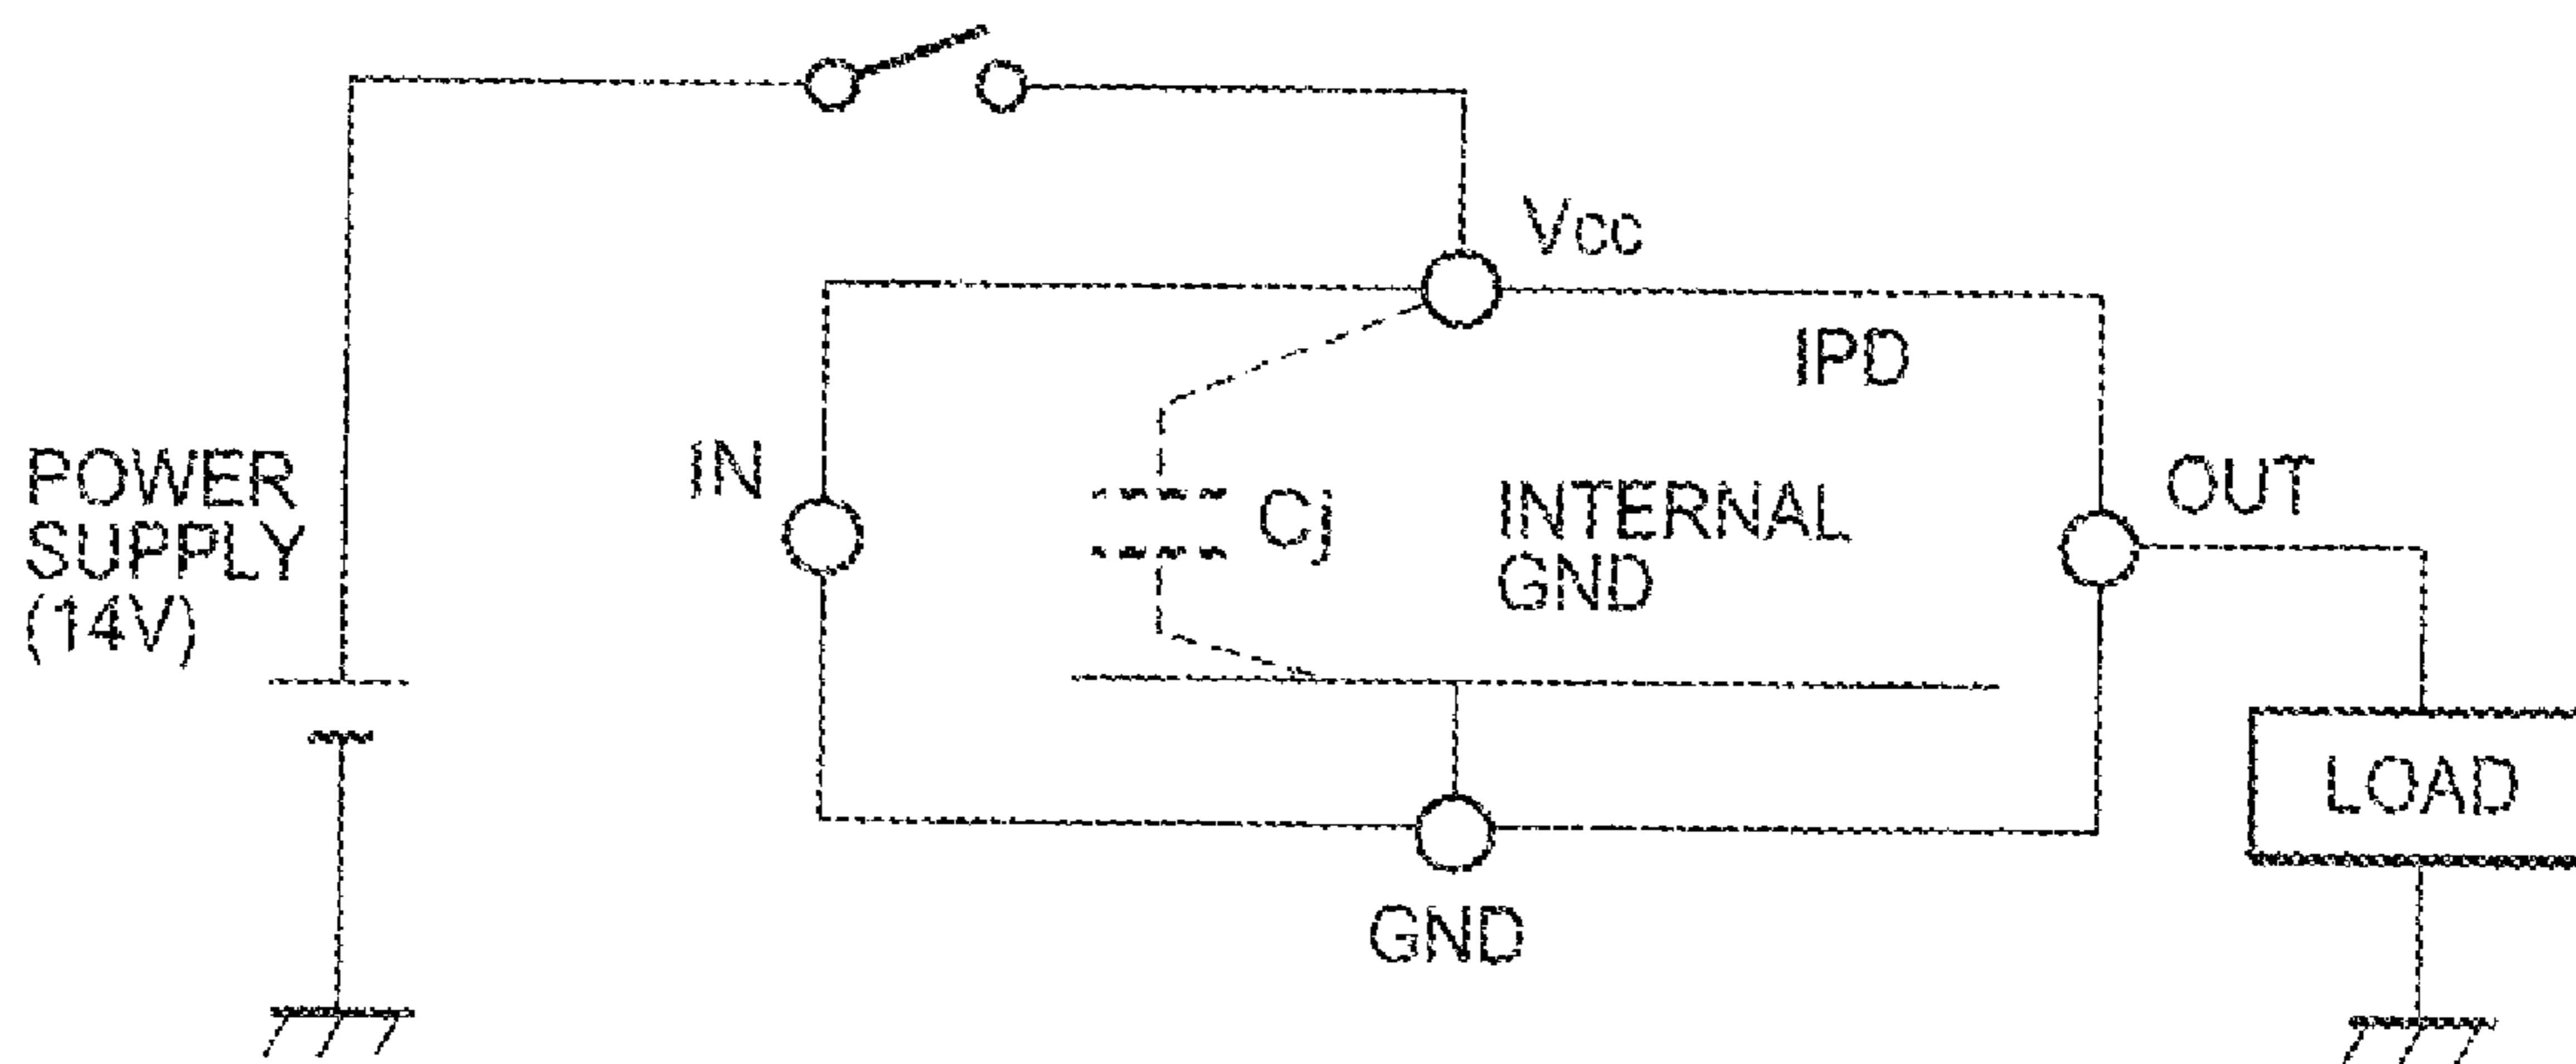 Vcc
IPD
POWER
SUPPLY
(14V)
IN
Cj
INTERNAL
GND
OUT
LOAD
GND